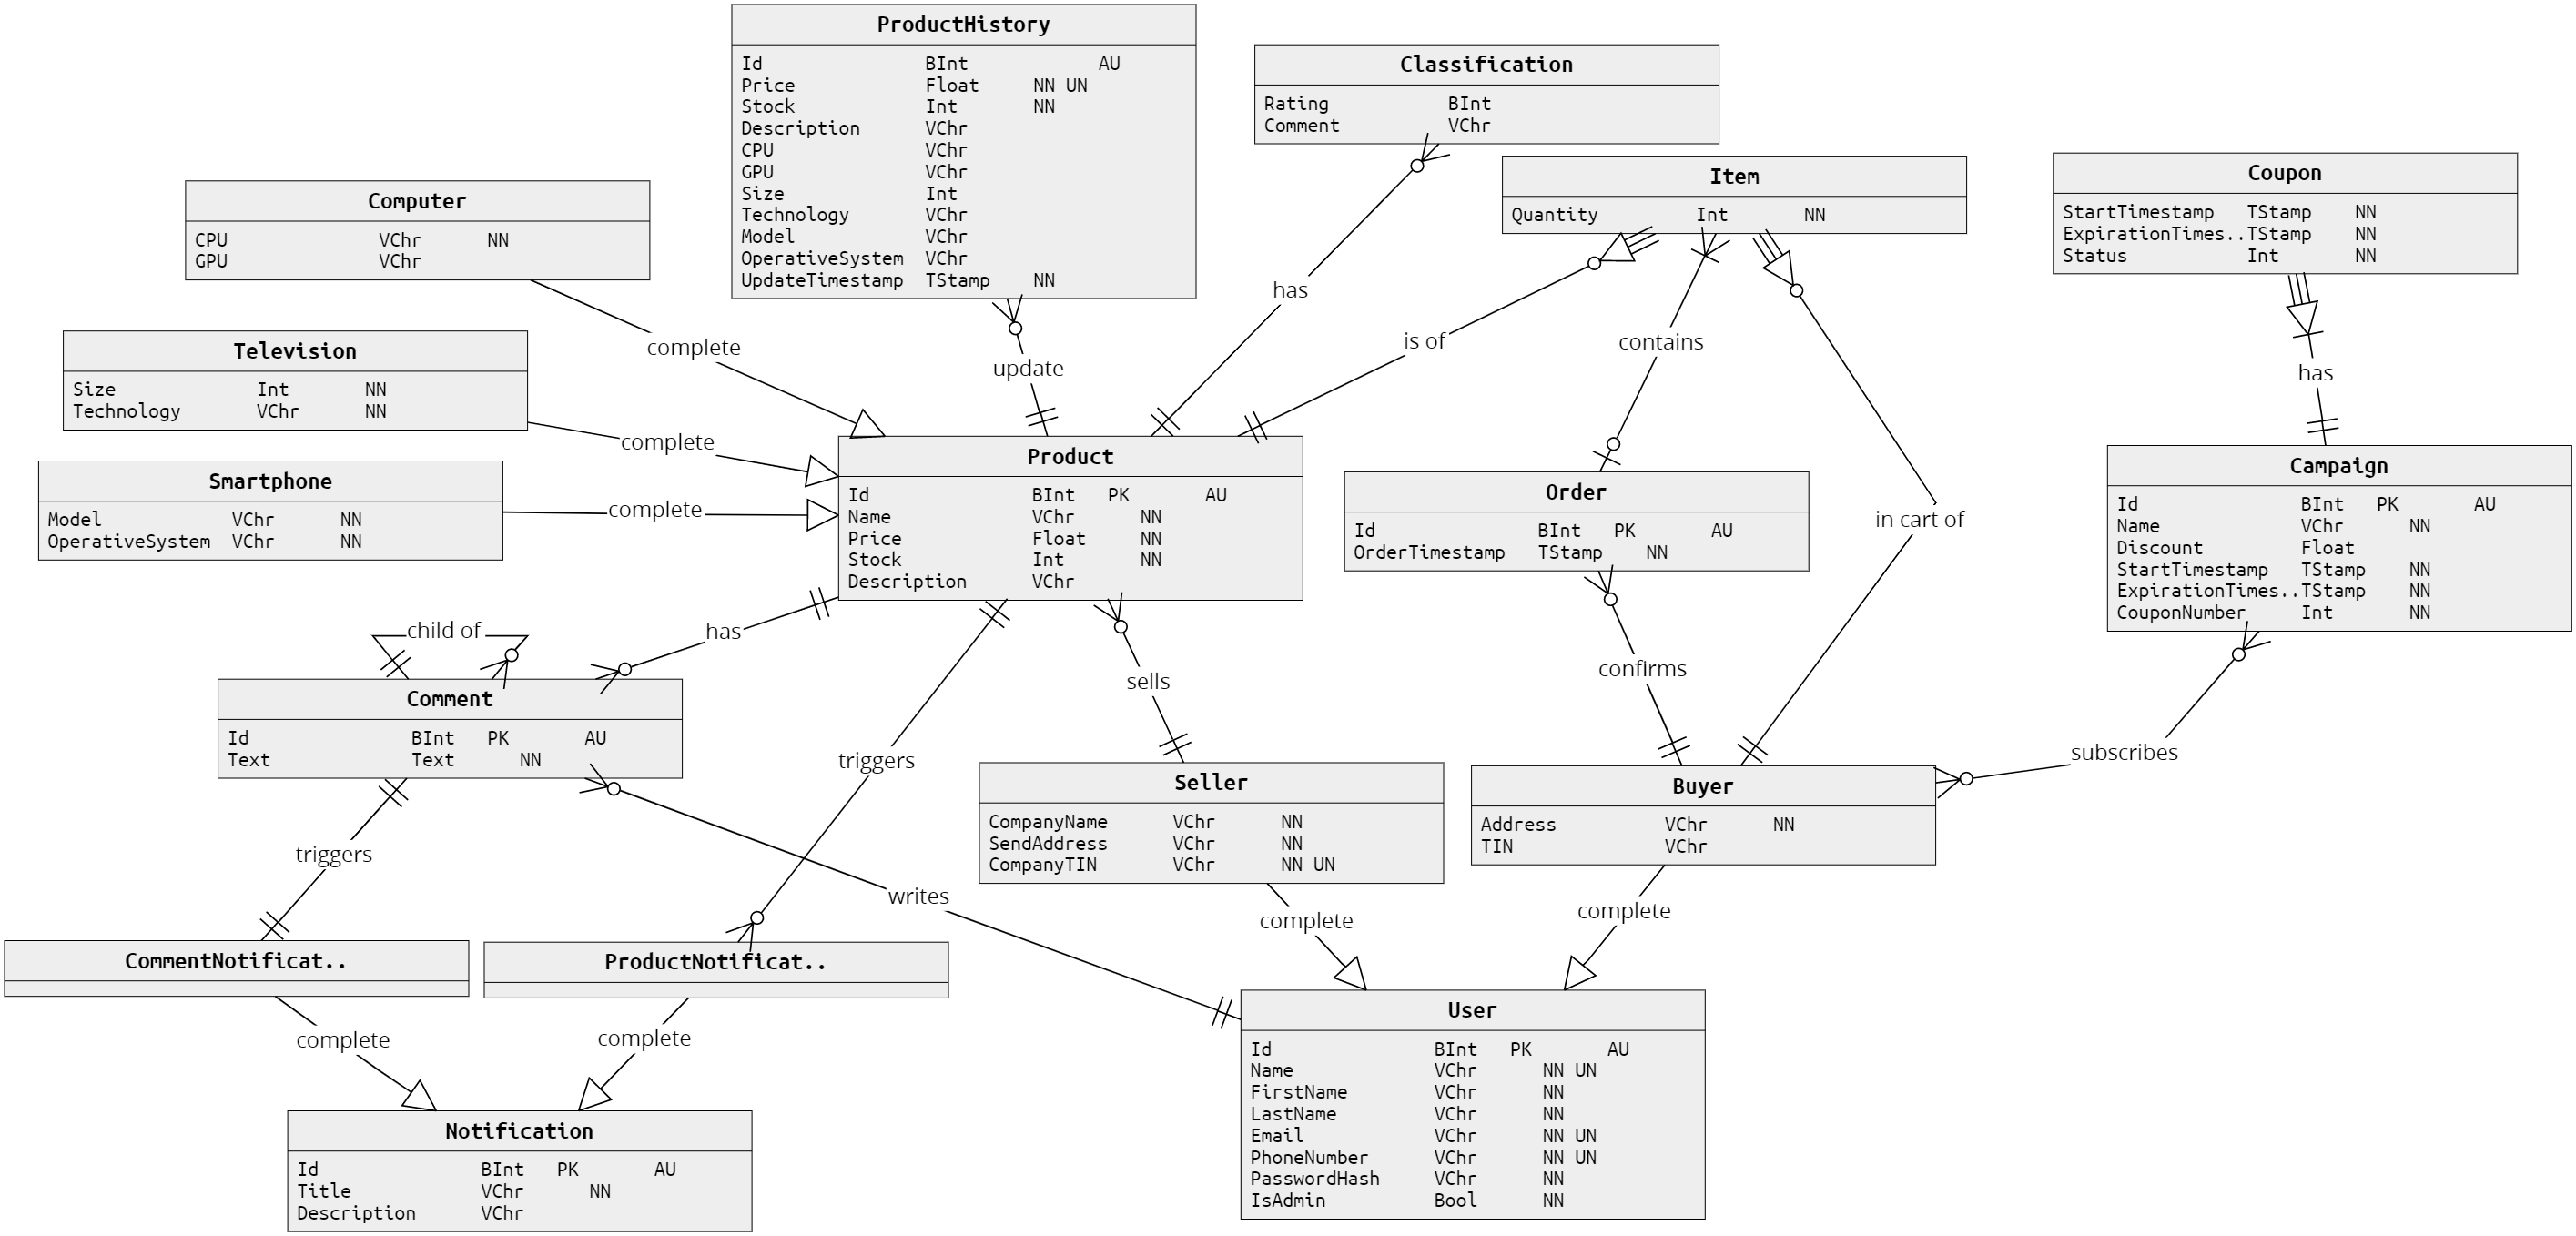 ProductHistory
Id BInt AU
Price Float NN UN
Stock Int NN
Description VChr
CPU VChr
GPU VChr
Size Int
Technology VChr
Model VChr
OperativeSystem VChr
UpdateTimestamp TStamp NN
Classification
Rating BInt
Comment VChr
Item
Quantity Int NN
Coupon
StartTimestamp TStamp NN
ExpirationTimes..TStamp NN
Status Int NN
Computer
CPU VChr NN
GPU VChr
has
complete
update
is of
contains
has
Television
Size Int NN
Technology VChr NN
complete
Smartphone
Model VChr NN
OperativeSystem VChr NN
complete
Product
Id BInt PK AU
Name VChr NN
Price Float NN
Stock Int NN
Description VChr
Order
Id BInt PK AU
OrderTimestamp TStamp NN
in cart of
Campaign
Id BInt PK AU
Name VChr NN
Discount Float
StartTimestamp TStamp NN
ExpirationTimes..TStamp NN
CouponNumber Int NN
child of
has
sells
confirms
Comment
Id BInt PK AU
Text Text NN
triggers
subscribes
Seller
CompanyName VChr NN
SendAddress VChr NN
CompanyTIN VChr NN UN
Buyer
Address VChr NN
TIN VChr
triggers
writes
complete
complete
CommentNotificat..
ProductNotificat..
complete
complete
User
Id BInt PK AU
Name VChr NN UN
FirstName VChr NN
LastName VChr NN
Email VChr NN UN
PhoneNumber VChr NN UN
PasswordHash VChr NN
IsAdmin Bool NN
Notification
Id BInt PK AU
Title VChr NN
Description VChr